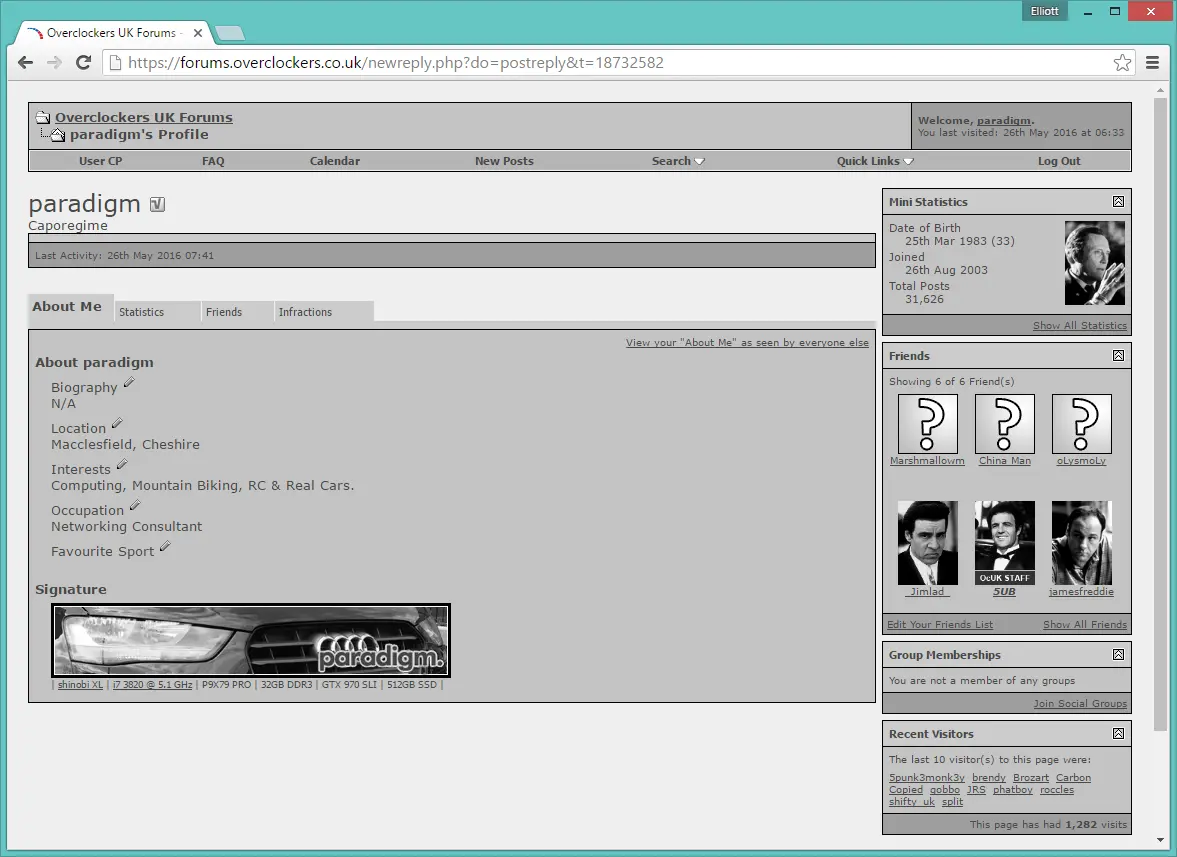 Elliott
Overclockers UK Forums -
https://forums.overclockers.co.uk/newreply.php?do=postreply&t=18732582
Overclockers UK Forums
paradigm's Profile
Welcome, paradigm.
You last visited: 26th May 2016 at 06:33
User CP FAQ Calendar New Posts Search Quick Links Log Out
paradigm
Caporegime
Last Activity: 26th May 2016 07:41
About Me Statistics Friends Infractions
View your "About Me" as seen by everyone else
About paradigm
Biography
N/A
Location
Macclesfield, Cheshire
Interests
Computing, Mountain Biking, RC & Real Cars.
Occupation
Networking Consultant
Favourite Sport
Signature
paradigm.
| shinobi XL | i7 3820 @ 5.1 GHz | P9X79 PRO | 32GB DDR3 | GTX 970 SLI | 512GB SSD |
Mini Statistics
Date of Birth
25th Mar 1983 (33)
Joined
26th Aug 2003
Total Posts
31,626
Show All Statistics
Friends
Showing 6 of 6 Friend(s)
Marshmallowm China Man oLysmoLy
OcUK STAFF
_Jimlad_ 5UB jamesfreddie
Edit Your Friends List Show All Friends
Group Memberships
You are not a member of any groups
Join Social Groups
Recent Visitors
The last 10 visitor(s) to this page were:
5punk3monk3y brendy Brozart Carbon
Copied gobbo JRS phatboy roccles
shifty_uk split
This page has had 1,282 visits